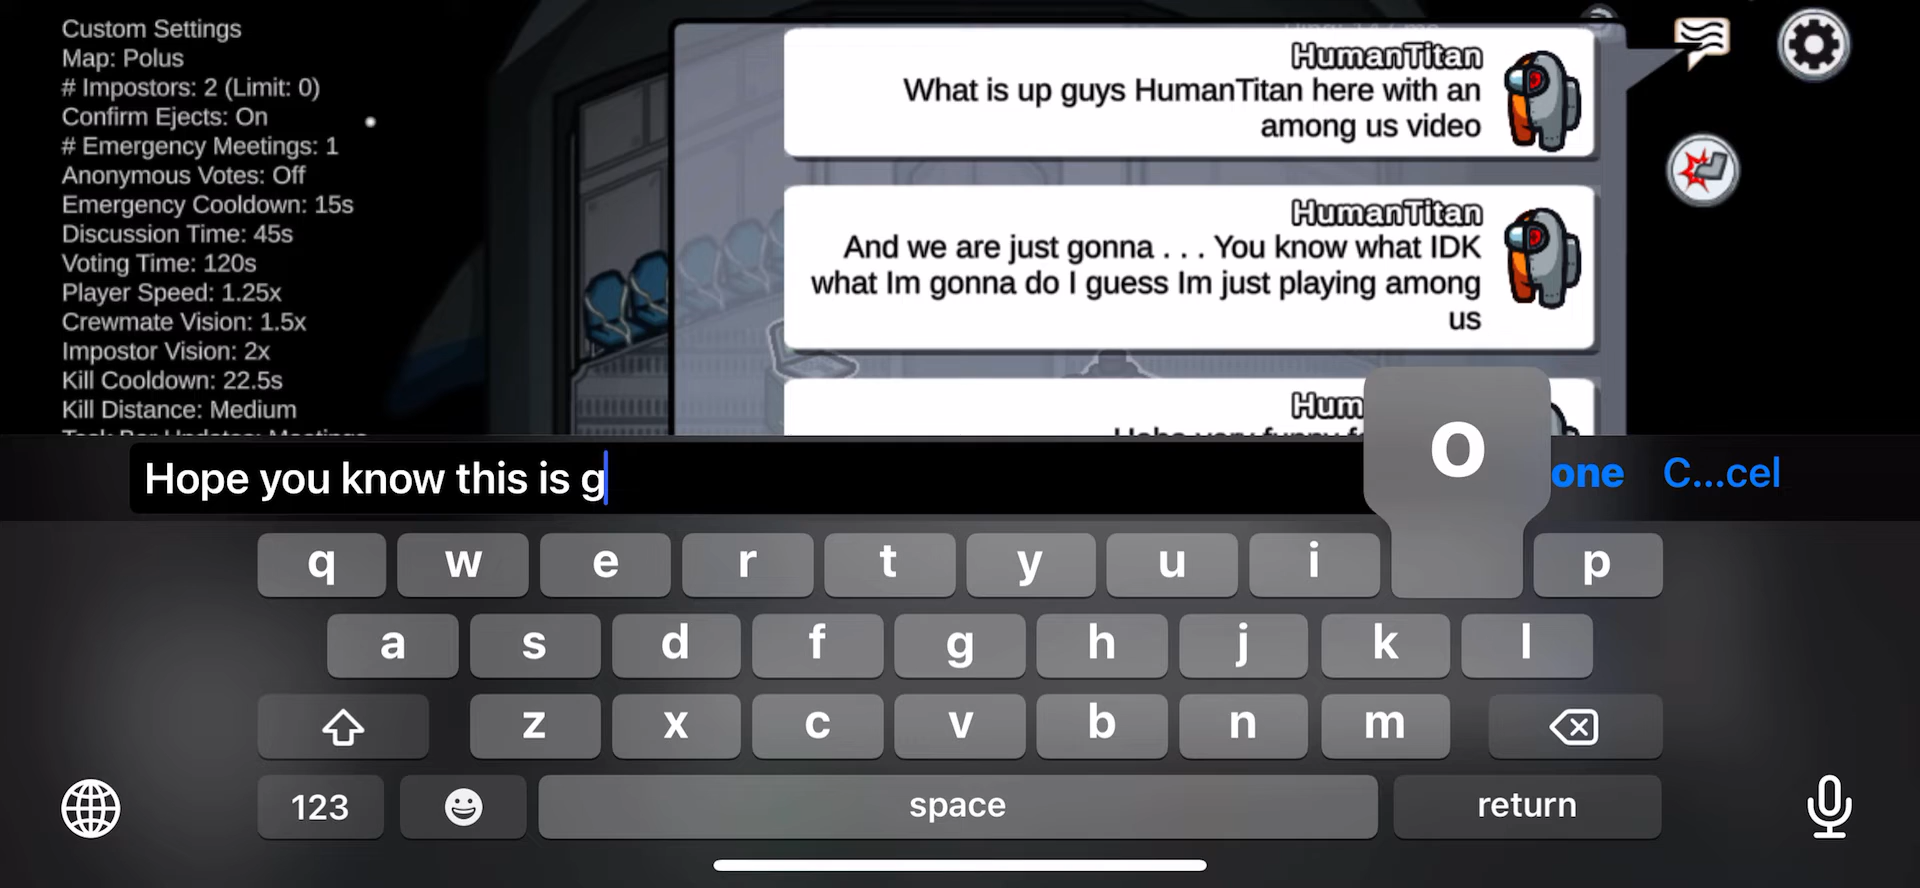 Custom Settings
Map: Polus
# Impostors: 2 (Limit: 0)
Confirm Ejects: On
# Emergency Meetings: 1
Anonymous Votes: Off
Emergency Cooldown: 15s
Discussion Time: 45s
Voting Time: 120s
Player Speed: 1.25x
Crewmate Vision: 1.5x
Impostor Vision: 2x
Kill Cooldown: 22.5s
Kill Distance: Medium
HumanTitan
What is up guys HumanTitan here with an
among us video
HumanTitan
And we are just gonna . . . You know what IDK
what Im gonna do I guess Im just playing among
us
Hum
Hope you know this is g
one C...cel
o
q w e r t y u i p
a s d f g h j k l
z x c v b n m
123 space return